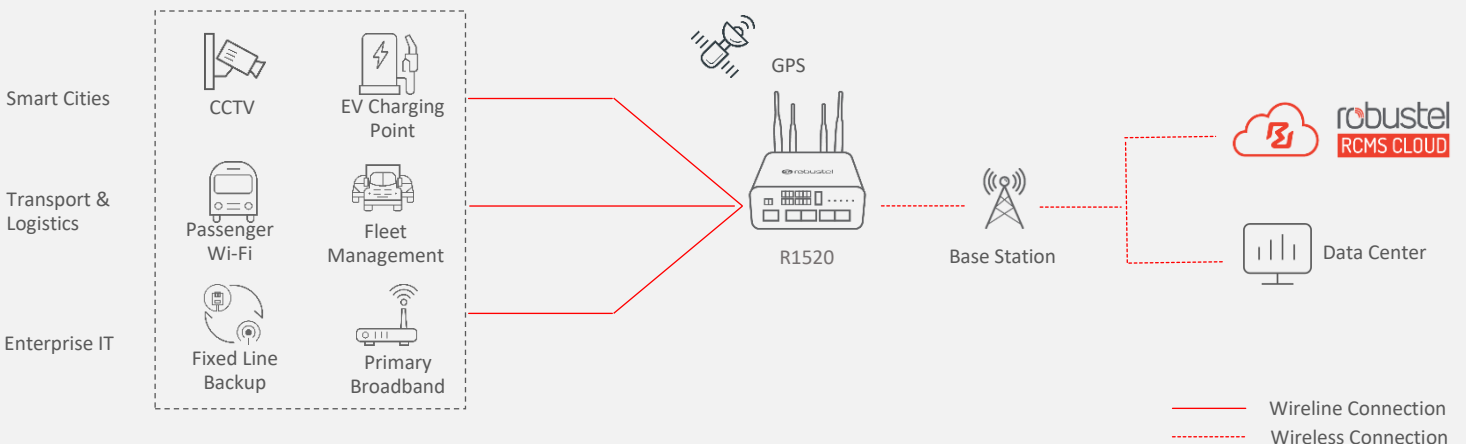 GPS
Smart Cities
CCTV
EV Charging
Point
robustel
RCMS CLOUD
robustel
Transport &
Logistics
Passenger
Wi-Fi
Fleet
Management
R1520
Base Station
Data Center
Enterprise IT
Fixed Line
Backup
Primary
Broadband
Wireline Connection
Wireless Connection